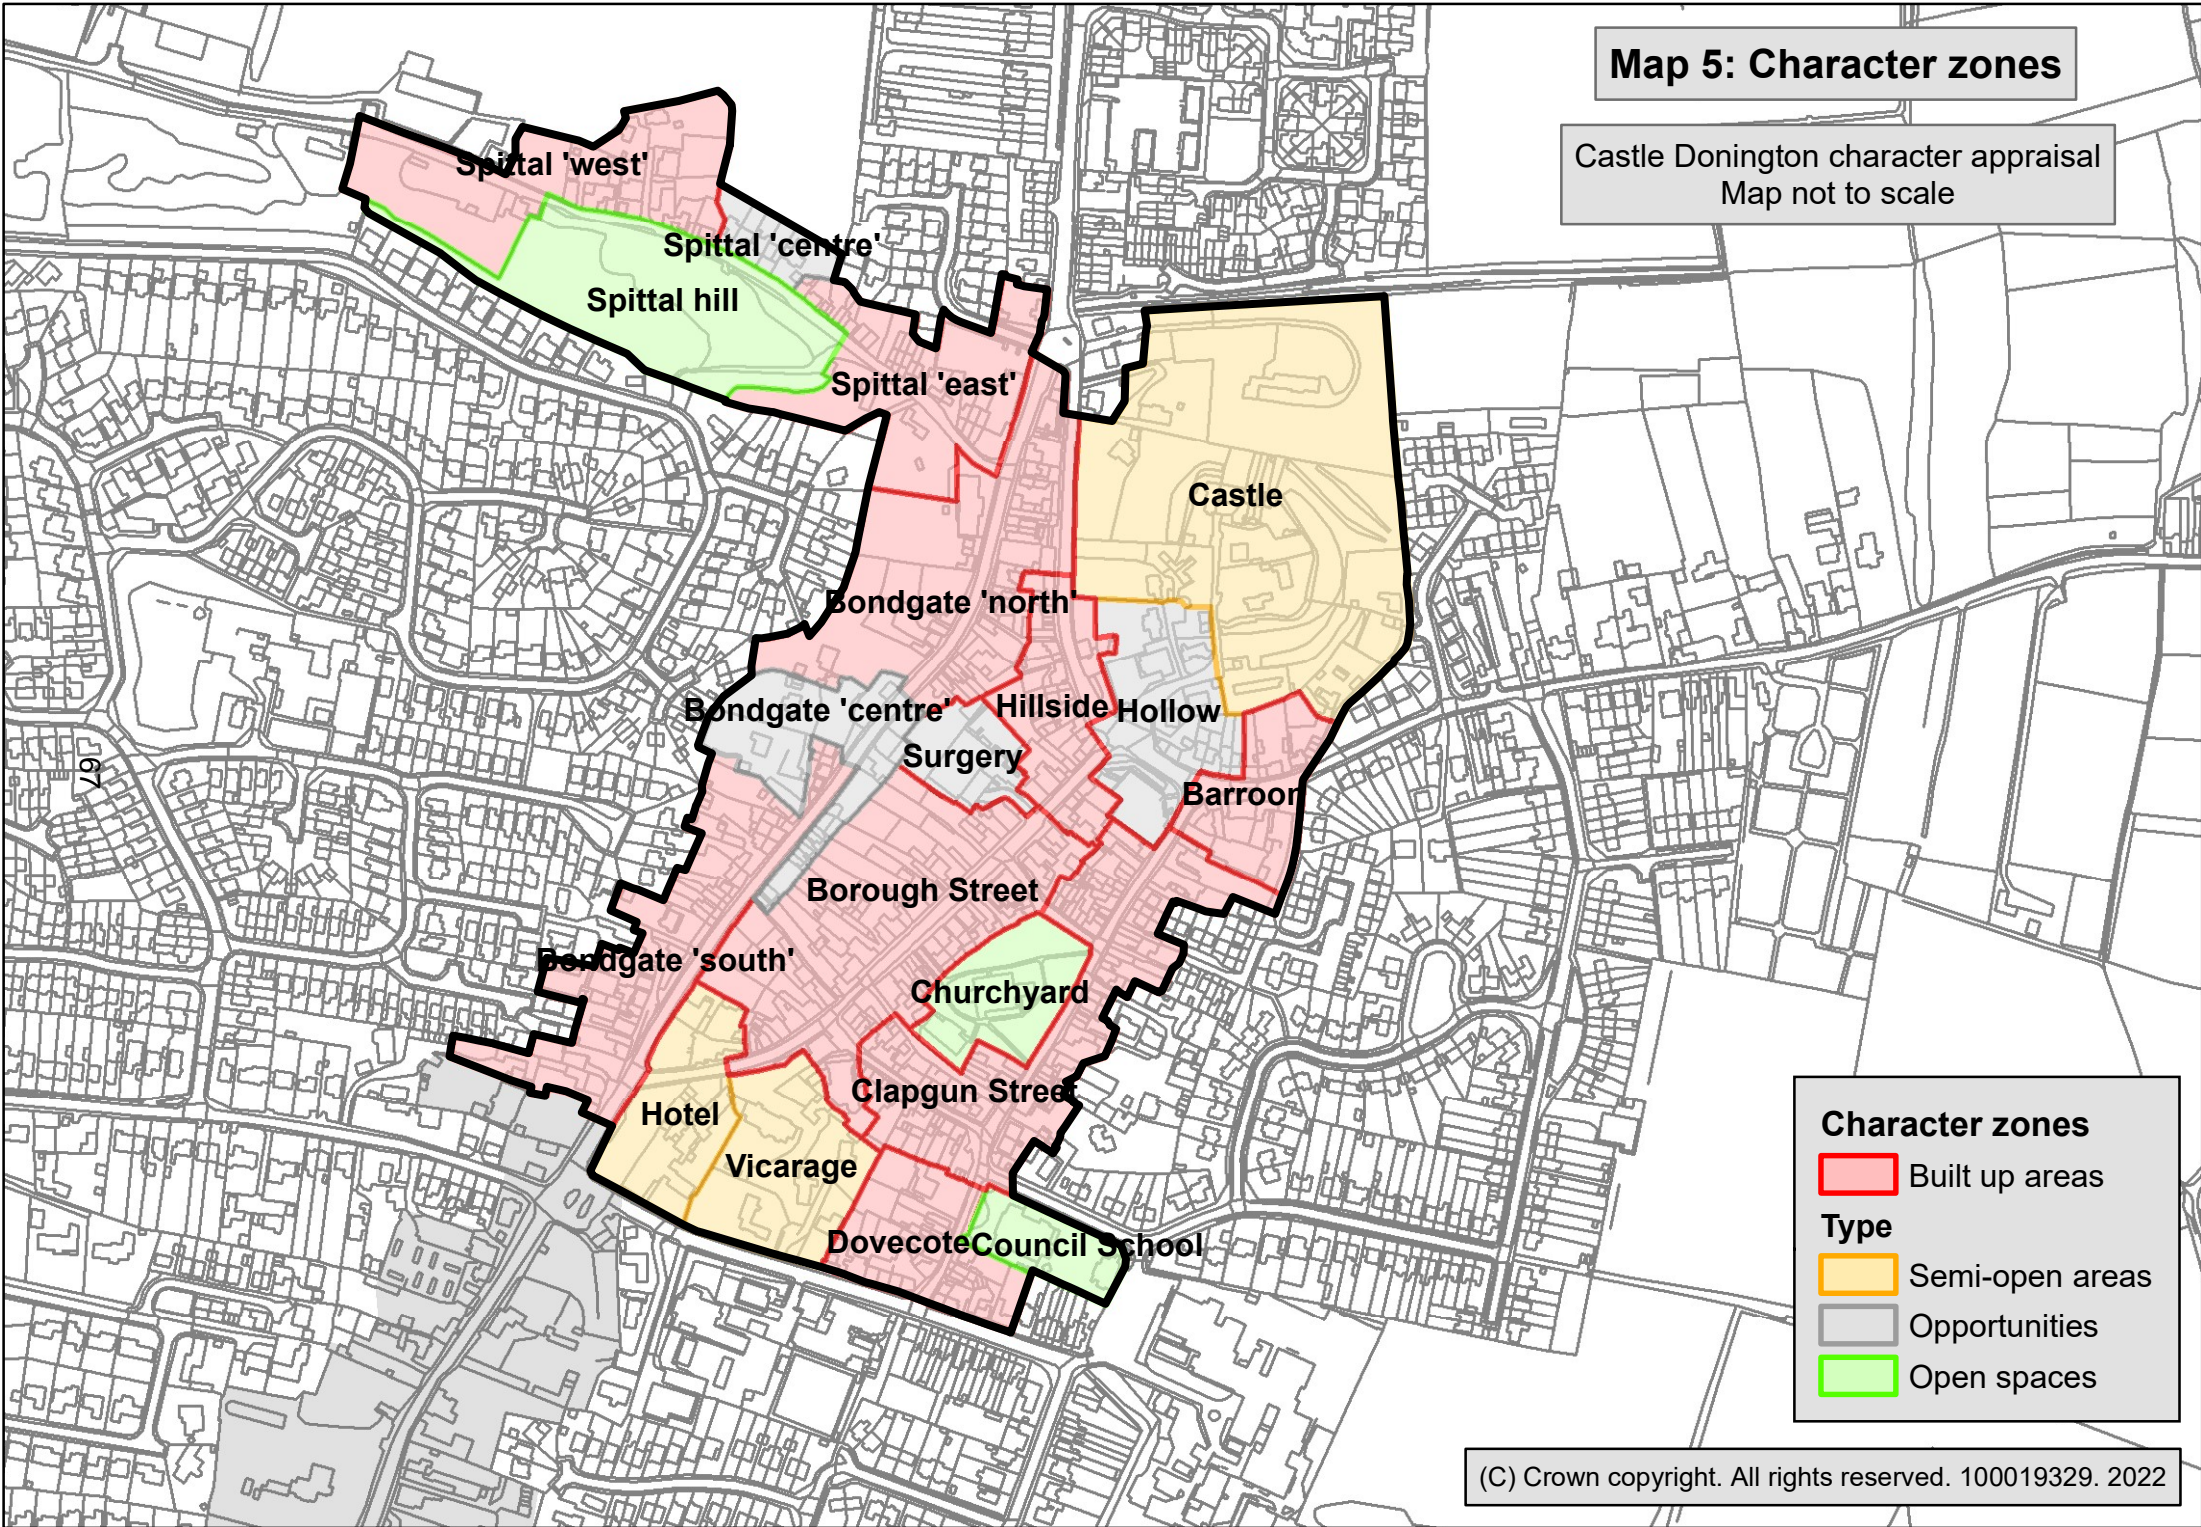 Map 5: Character zones
Castle Donington character appraisal
Map not to scale
Spittal 'west'
Spittal 'centre'
Spittal hill
Spittal 'east'
Castle
Bondgate 'north'
Bondgate 'centre'
Hillside
Hollow
Surgery
67
Barroon
Borough Street
Bondgate 'south'
Churchyard
Clapgun Street
Hotel
Vicarage
Dovecote
Council School
Character zones
Built up areas
Type
Semi-open areas
Opportunities
Open spaces
(C) Crown copyright. All rights reserved. 100019329. 2022